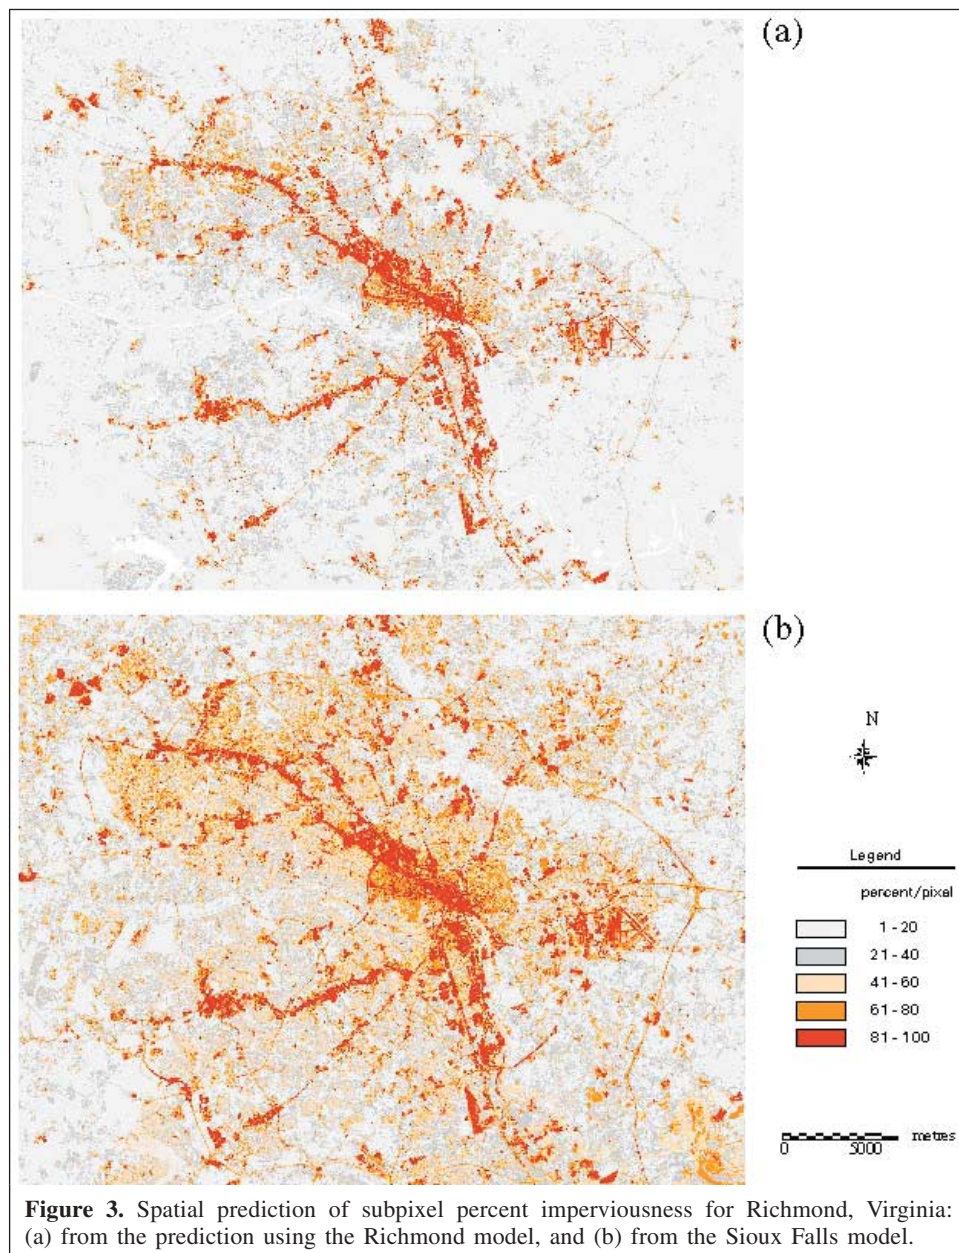 (a)
(b)
N
Legend
percent/pixel
1 - 20
21 - 40
41 - 60
61 - 80
81 - 100
metres
0 5000
Figure 3. Spatial prediction of subpixel percent imperviousness for Richmond, Virginia:
(a) from the prediction using the Richmond model, and (b) from the Sioux Falls model.